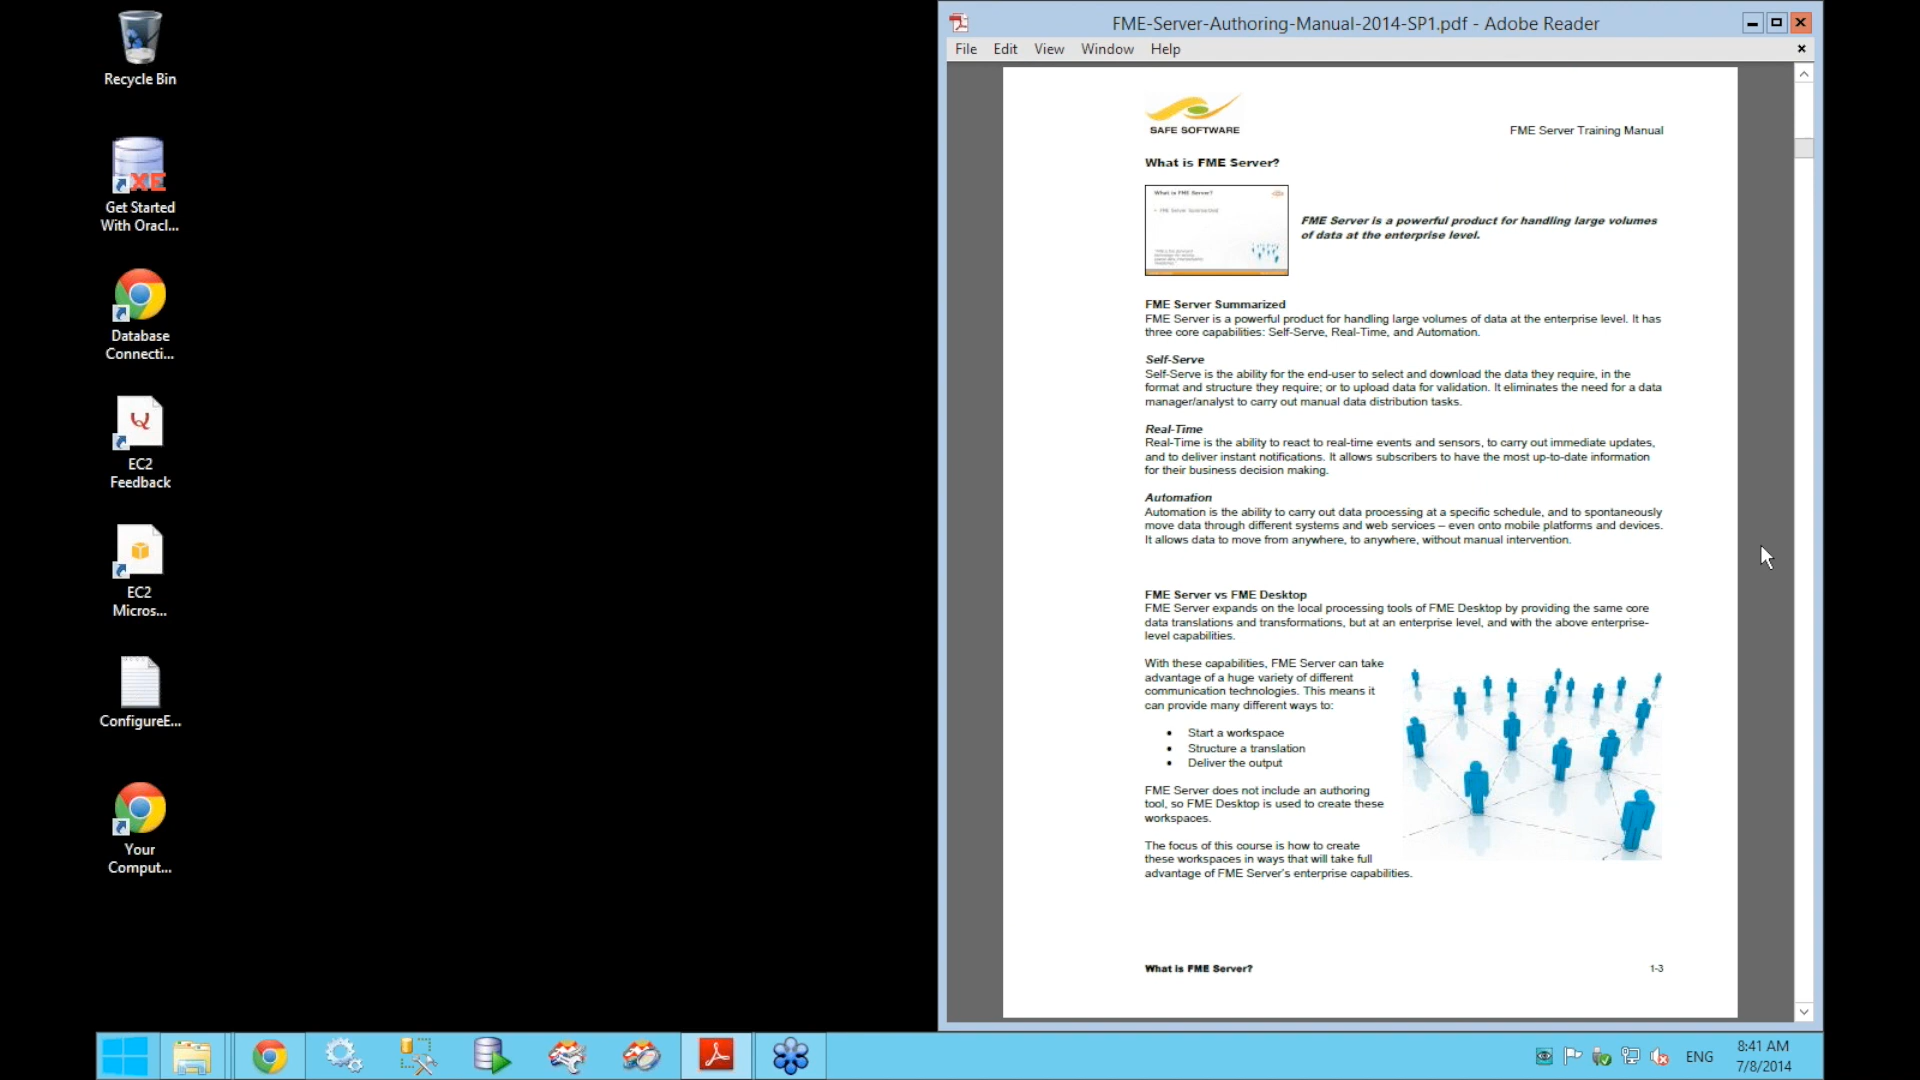 Recycle Bin
XE
Get Started
With Oracl...
Database
Connecti...
EC2
Feedback
EC2
Micros...
ConfigureE...
Your
Comput...
FME-Server-Authoring-Manual-2014-SP1.pdf - Adobe Reader
File Edit View Window Help
SAFE SOFTWARE
FME Server Training Manual
What is FME Server?
What is FME Server?
FME Server Summarized
FME Server is a powerful product for handling large volumes
of data at the enterprise level.
FME Server Summarized
FME Server is a powerful product for handling large volumes of data at the enterprise level. It has
three core capabilities: Self-Serve, Real-Time, and Automation.
Self-Serve
Self-Serve is the ability for the end-user to select and download the data they require, in the
format and structure they require; or to upload data for validation. It eliminates the need for a data
manager/analyst to carry out manual data distribution tasks.
Real-Time
Real-Time is the ability to react to real-time events and sensors, to carry out immediate updates,
and to deliver instant notifications. It allows subscribers to have the most up-to-date information
for their business decision making.
Automation
Automation is the ability to carry out data processing at a specific schedule, and to spontaneously
move data through different systems and web services – even onto mobile platforms and devices.
It allows data to move from anywhere, to anywhere, without manual intervention.
FME Server vs FME Desktop
FME Server expands on the local processing tools of FME Desktop by providing the same core
data translations and transformations, but at an enterprise level, and with the above enterprise-
level capabilities.
With these capabilities, FME Server can take
advantage of a huge variety of different
communication technologies. This means it
can provide many different ways to:
• Start a workspace
• Structure a translation
• Deliver the output
FME Server does not include an authoring
tool, so FME Desktop is used to create these
workspaces.
The focus of this course is how to create
these workspaces in ways that will take full
advantage of FME Server's enterprise capabilities.
What is FME Server?
1-3
ENG
8:41 AM
7/8/2014